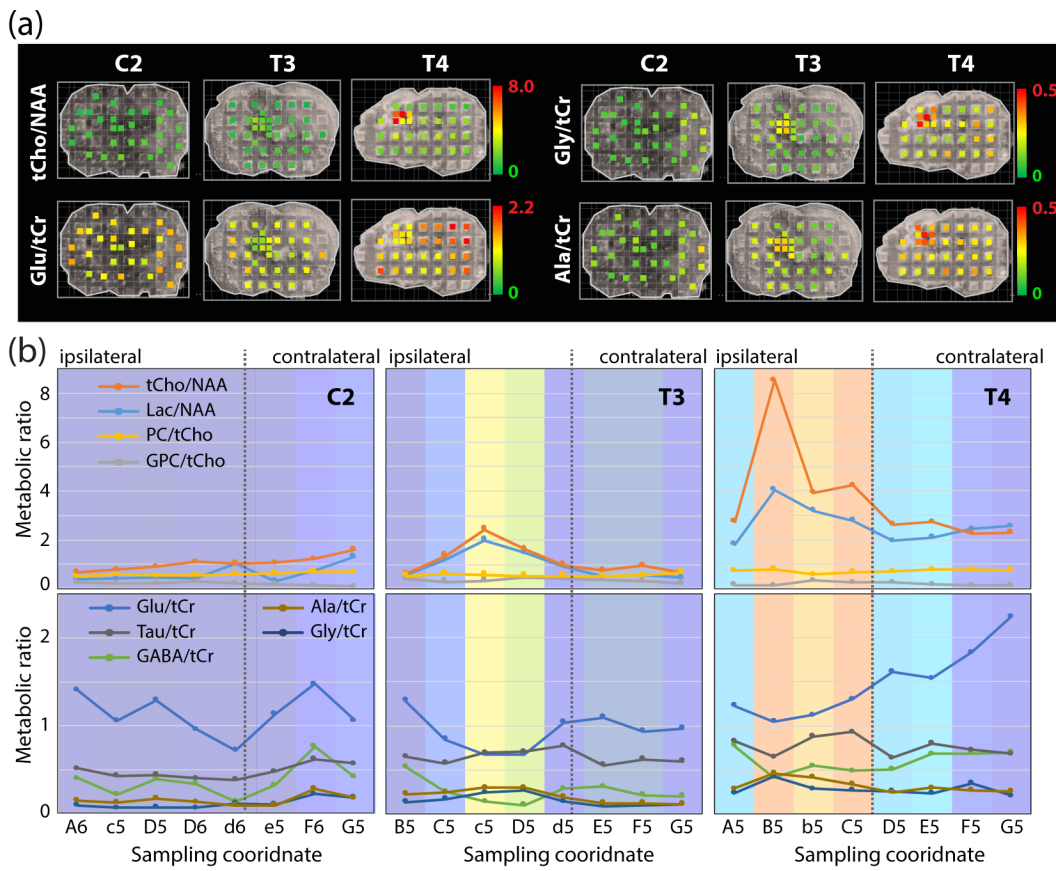 (a)
C2 T3 T4 C2 T3 T4
tCho/NAA 8.0 0 Gly/tCr 0.5 0
Glu/tCr 2.2 0 Ala/tCr 0.5 0
(b)
ipsilateral contralateral ipsilateral contralateral ipsilateral contralateral
C2 T3 T4
tCho/NAA
Lac/NAA
PC/tCho
GPC/tCho
Metabolic ratio
8
6
4
2
0
Glu/tCr Ala/tCr
Tau/tCr Gly/tCr
GABA/tCr
Metabolic ratio
2
1
0
A6 c5 D5 D6 d6 e5 F6 G5 B5 C5 c5 D5 d5 E5 F5 G5 A5 B5 b5 C5 D5 E5 F5 G5
Sampling cooridnate Sampling cooridnate Sampling cooridnate